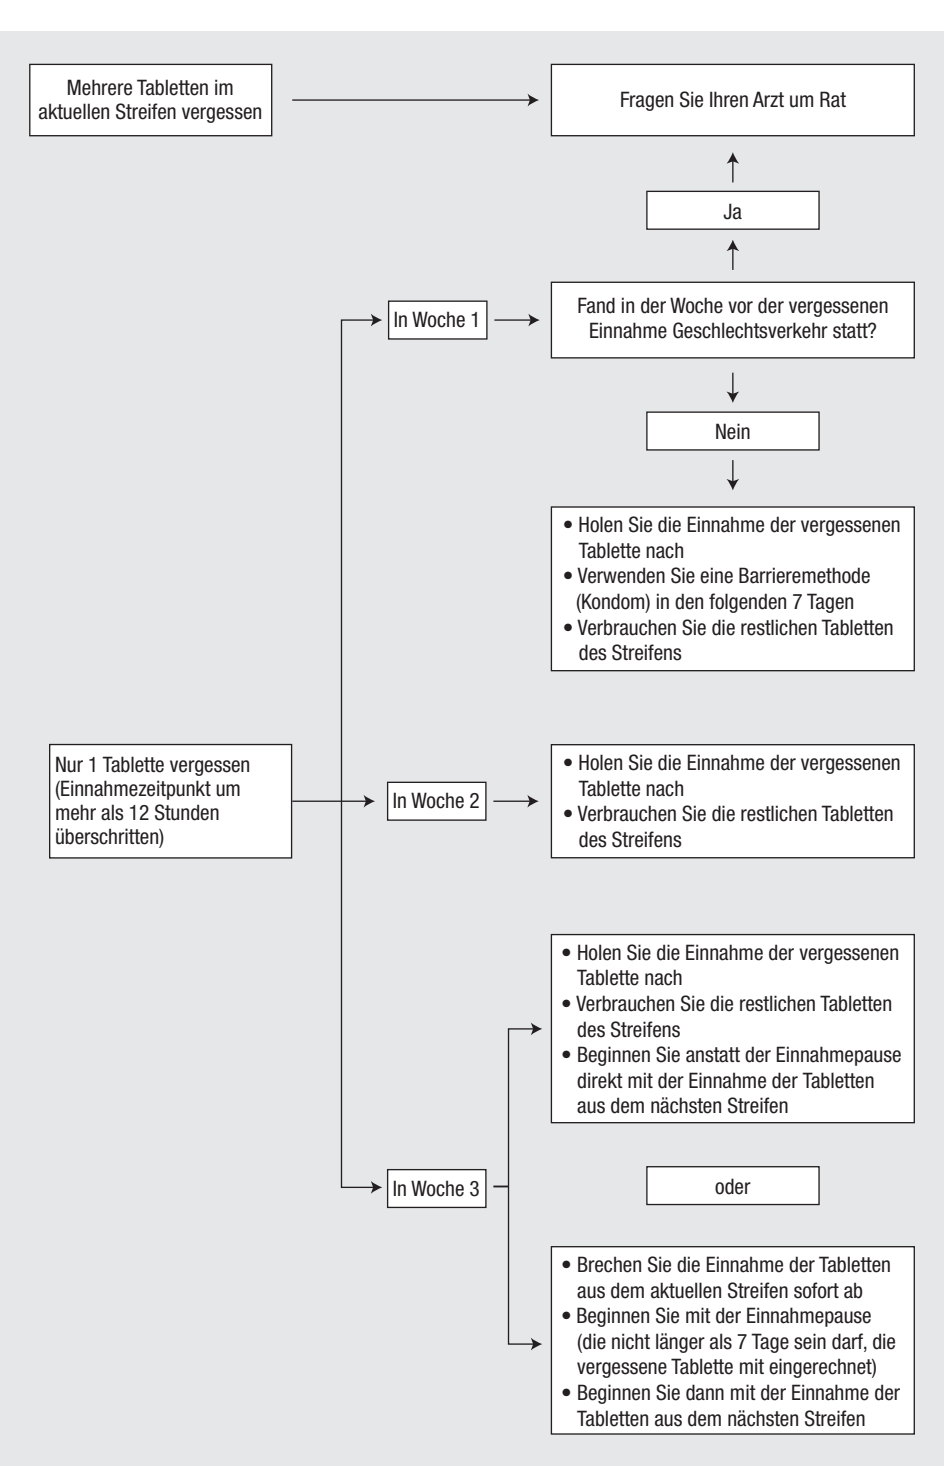 Mehrere Tabletten im
aktuellen Streifen vergessen
Fragen Sie Ihren Arzt um Rat
Ja
In Woche 1
Fand in der Woche vor der vergessenen
Einnahme Geschlechtsverkehr statt?
Nein
• Holen Sie die Einnahme der vergessenen
Tablette nach
• Verwenden Sie eine Barrieremethode
(Kondom) in den folgenden 7 Tagen
• Verbrauchen Sie die restlichen Tabletten
des Streifens
Nur 1 Tablette vergessen
(Einnahmezeitpunkt um
mehr als 12 Stunden
überschritten)
In Woche 2
• Holen Sie die Einnahme der vergessenen
Tablette nach
• Verbrauchen Sie die restlichen Tabletten
des Streifens
• Holen Sie die Einnahme der vergessenen
Tablette nach
• Verbrauchen Sie die restlichen Tabletten
des Streifens
• Beginnen Sie anstatt der Einnahmepause
direkt mit der Einnahme der Tabletten
aus dem nächsten Streifen
In Woche 3
oder
• Brechen Sie die Einnahme der Tabletten
aus dem aktuellen Streifen sofort ab
• Beginnen Sie mit der Einnahmepause
(die nicht länger als 7 Tage sein darf, die
vergessene Tablette mit eingerechnet)
• Beginnen Sie dann mit der Einnahme der
Tabletten aus dem nächsten Streifen